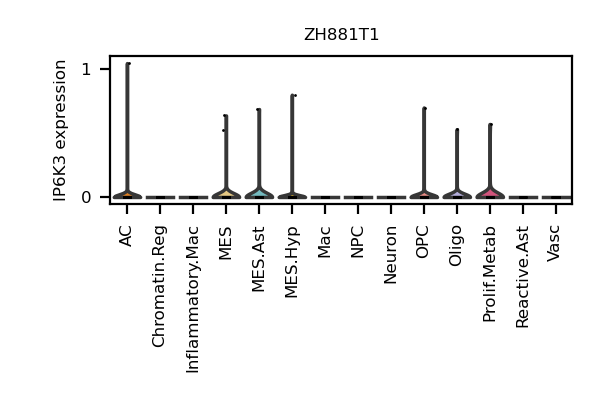 ZH881T1
IP6K3 expression
1
0
AC
Chromatin.Reg
Inflammatory.Mac
MES
MES.Ast
MES.Hyp
Mac
NPC
Neuron
OPC
Oligo
Prolif.Metab
Reactive.Ast
Vasc